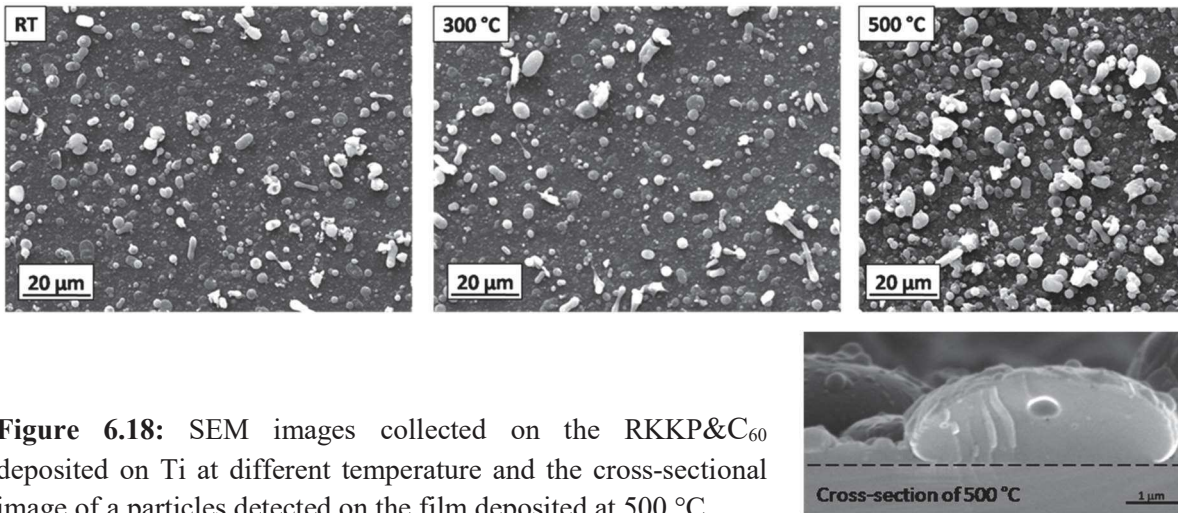 RT
300 °C
500 °C
20 µm
20 µm
20 µm
Figure 6.18: SEM images collected on the RKKP&C₆₀
deposited on Ti at different temperature and the cross-sectional
image of a particles detected on the film deposited at 500 °C.
Cross-section of 500 °C
1 µm